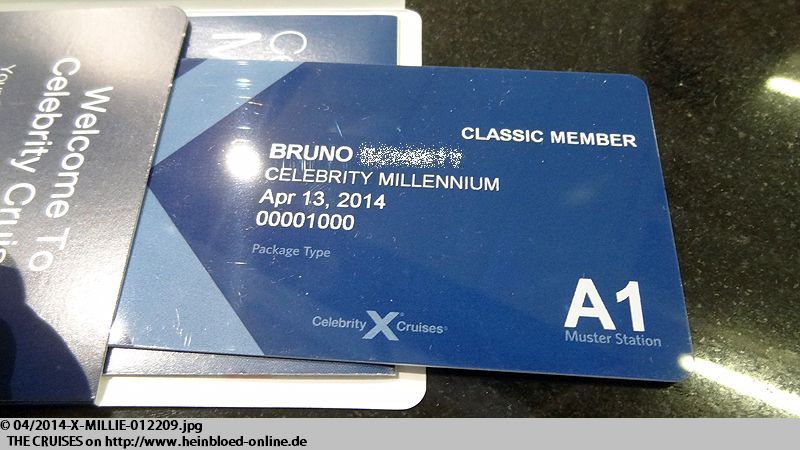 Welcome To
Celebrity Cruis
CLASSIC MEMBER
BRUNO
CELEBRITY MILLENNIUM
Apr 13, 2014
00001000
Package Type
Celebrity X Cruises®
A1
Muster Station
© 04/2014-X-MILLIE-012209.jpg
THE CRUISES on http://www.heinbloed-online.de